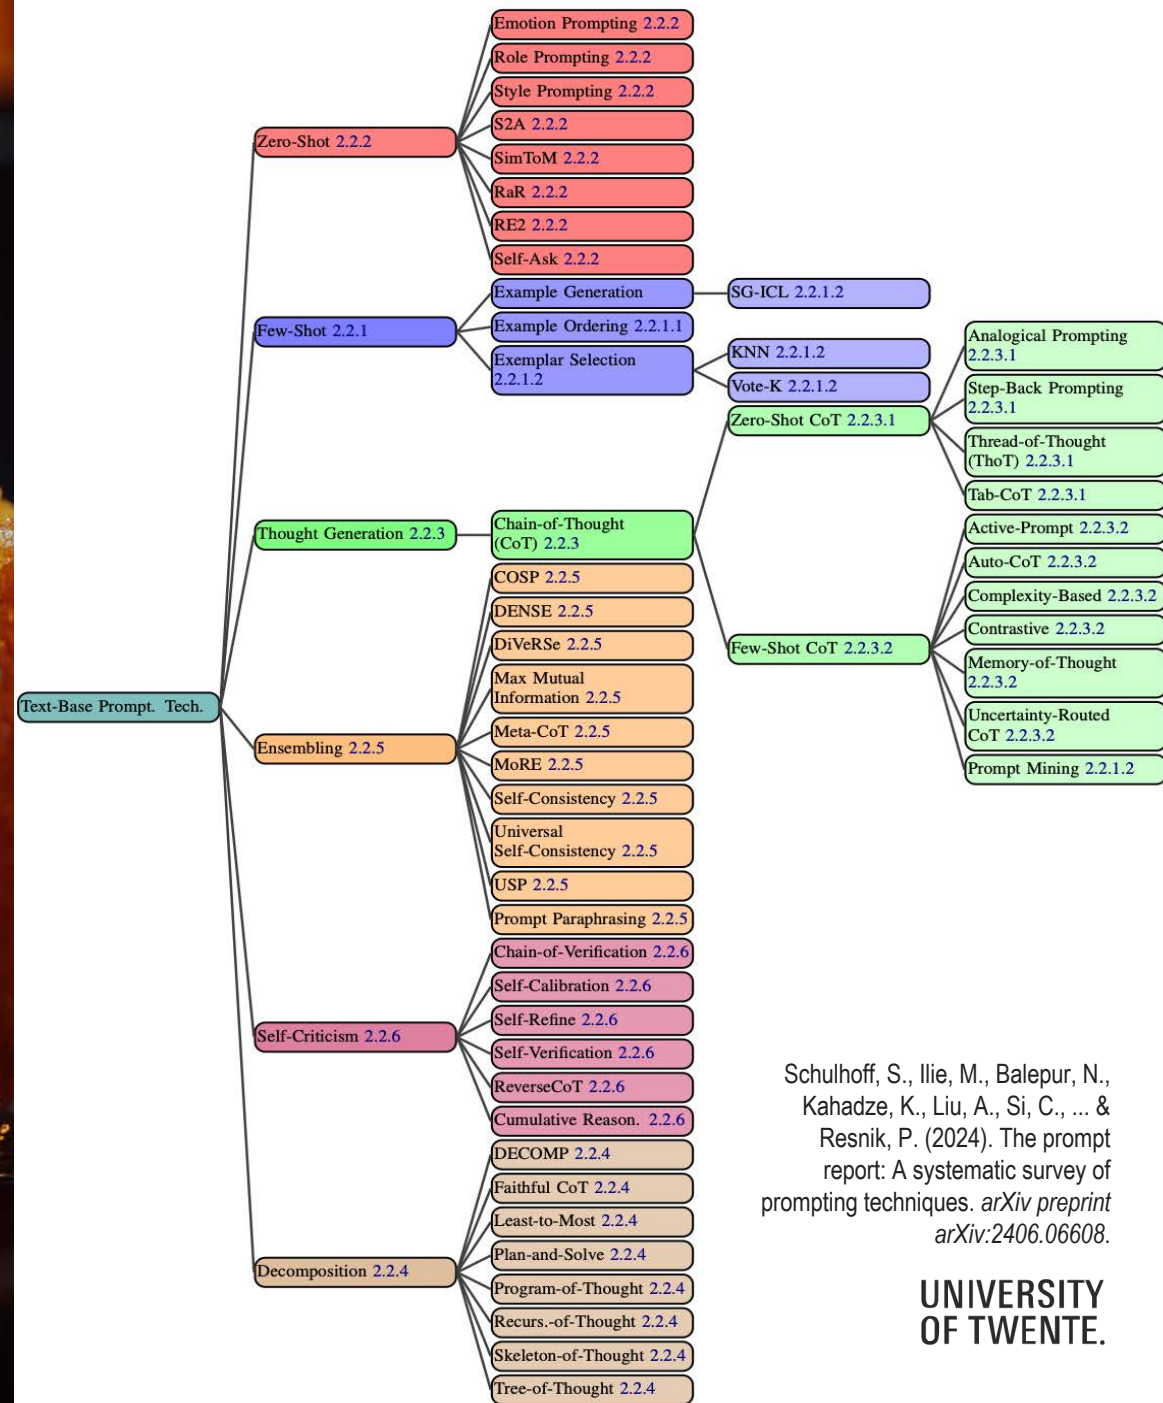 Emotion Prompting 2.2.2
Role Prompting 2.2.2
Style Prompting 2.2.2
S2A 2.2.2
Zero-Shot 2.2.2
SimToM 2.2.2
RaR 2.2.2
RE2 2.2.2
Self-Ask 2.2.2
Example Generation
SG-ICL 2.2.1.2
Few-Shot 2.2.1
Example Ordering 2.2.1.1
Exemplar Selection
2.2.1.2
KNN 2.2.1.2
Vote-K 2.2.1.2
Analogical Prompting
2.2.3.1
Step-Back Prompting
2.2.3.1
Zero-Shot CoT 2.2.3.1
Thread-of-Thought
(ThoT) 2.2.3.1
Tab-CoT 2.2.3.1
Thought Generation 2.2.3
Chain-of-Thought
(CoT) 2.2.3
Active-Prompt 2.2.3.2
Auto-CoT 2.2.3.2
Complexity-Based 2.2.3.2
Contrastive 2.2.3.2
Few-Shot CoT 2.2.3.2
Memory-of-Thought
2.2.3.2
Uncertainty-Routed
CoT 2.2.3.2
Prompt Mining 2.2.1.2
Text-Base Prompt. Tech.
Ensembling 2.2.5
COSP 2.2.5
DENSE 2.2.5
DiVeRSe 2.2.5
Max Mutual
Information 2.2.5
Meta-CoT 2.2.5
MoRE 2.2.5
Self-Consistency 2.2.5
Universal
Self-Consistency 2.2.5
USP 2.2.5
Prompt Paraphrasing 2.2.5
Self-Criticism 2.2.6
Chain-of-Verification 2.2.6
Self-Calibration 2.2.6
Self-Refine 2.2.6
Self-Verification 2.2.6
ReverseCoT 2.2.6
Cumulative Reason. 2.2.6
Decomposition 2.2.4
DECOMP 2.2.4
Faithful CoT 2.2.4
Least-to-Most 2.2.4
Plan-and-Solve 2.2.4
Program-of-Thought 2.2.4
Recurs.-of-Thought 2.2.4
Skeleton-of-Thought 2.2.4
Tree-of-Thought 2.2.4
Schulhoff, S., Ilie, M., Balepur, N.,
Kahadze, K., Liu, A., Si, C., ... &
Resnik, P. (2024). The prompt
report: A systematic survey of
prompting techniques. arXiv preprint
arXiv:2406.06608.
UNIVERSITY
OF TWENTE.